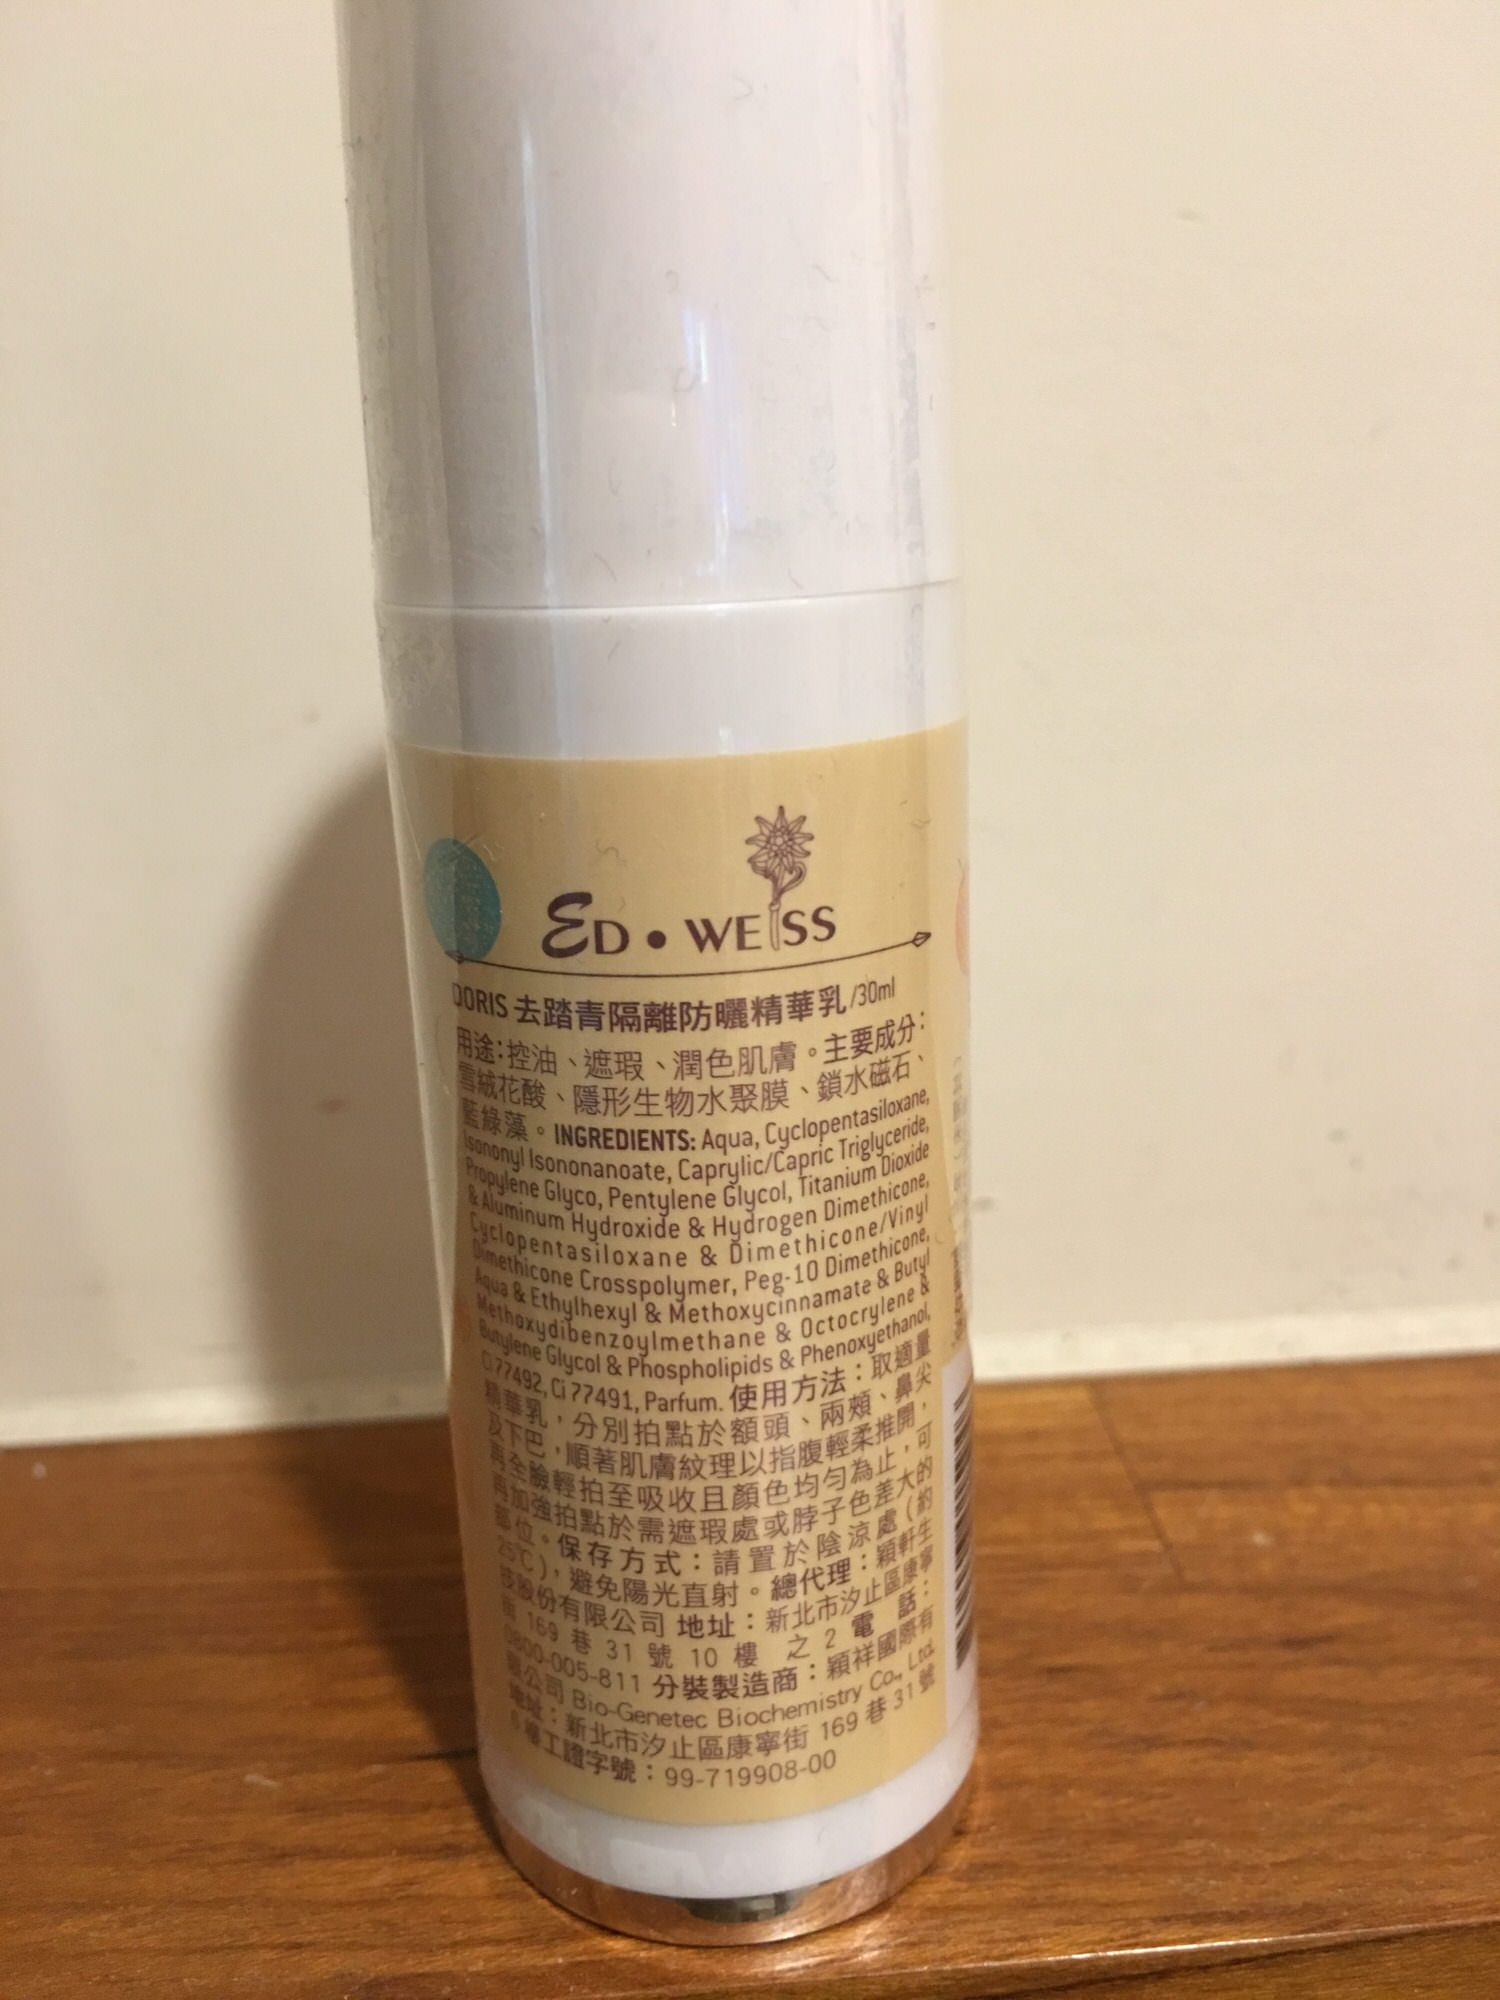 ED • WEISS
DORIS 去踏青隔離防曬精華乳/30ml
用途:控油、遮瑕、潤色肌膚。主要成分:
雪絨花酸、隱形生物水聚膜、鎖水磁石、
藍綠藻。INGREDIENTS: Aqua, Cyclopentasiloxane,
Isononyl Isononanoate, Caprylic/Capric Triglyceride,
Propylene Glyco, Pentylene Glycol, Titanium Dioxide
& Aluminum Hydroxide & Hydrogen Dimethicone,
Cyclopentasiloxane & Dimethicone/Vinyl
Dimethicone Crosspolymer, Peg-10 Dimethicone,
Aqua & Ethylhexyl & Methoxycinnamate & Butyl
Methoxydibenzoylmethane & Octocrylene &
Butylene Glycol & Phospholipids & Phenoxyethanol,
Ci 77492, Ci 77491, Parfum. 使用方法：取適量
精華乳，分別拍點於額頭、兩頰、鼻尖
及下巴，順著肌膚紋理以指腹輕柔推開，
再全臉輕拍至吸收且顏色均勻為止，可
再加強拍點於需遮瑕處或脖子色差大的
部位。保存方式：請置於陰涼處(約
25℃)，避免陽光直射。總代理：穎軒生
技股份有限公司 地址：新北市汐止區康寧
街 169 巷 31 號 10 樓 之 2 電 話：
0800-005-811 分裝製造商：穎祥國際有
限公司 Bio-Genetec Biochemistry Co., Ltd.
地址：新北市汐止區康寧街 169 巷 31 號
6 樓工證字號：99-719908-00